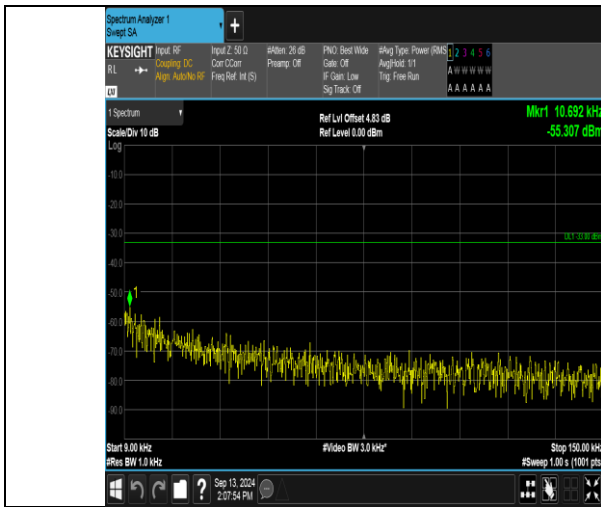 Spectrum Analyzer 1
Swept SA
+
KEYSIGHT
RL
Input: RF
Coupling: DC
Align: Auto/No RF
Input Z: 50 Ω
Corr CCorr
Freq Ref: Int (S)
#Atten: 26 dB
Preamp: Off
PNO: Best Wide
Gate: Off
IF Gain: Low
Sig Track: Off
#Avg Type: Power (RMS
Avg|Hold: 1/1
Trig: Free Run
1 2 3 4 5 6
A W W W W W
A A A A A A
1 Spectrum
Scale/Div 10 dB
Ref Lvl Offset 4.83 dB
Ref Level 0.00 dBm
Mkr1 10.692 kHz
-55.307 dBm
Log
-10.0
-20.0
-30.0
DL1 -33.00 dBm
-40.0
-50.0
1
-60.0
-70.0
-80.0
-90.0
Start 9.00 kHz
#Video BW 3.0 kHz*
Stop 150.00 kHz
#Res BW 1.0 kHz
#Sweep 1.00 s (1001 pts
?
Sep 13, 2024
2:07:54 PM